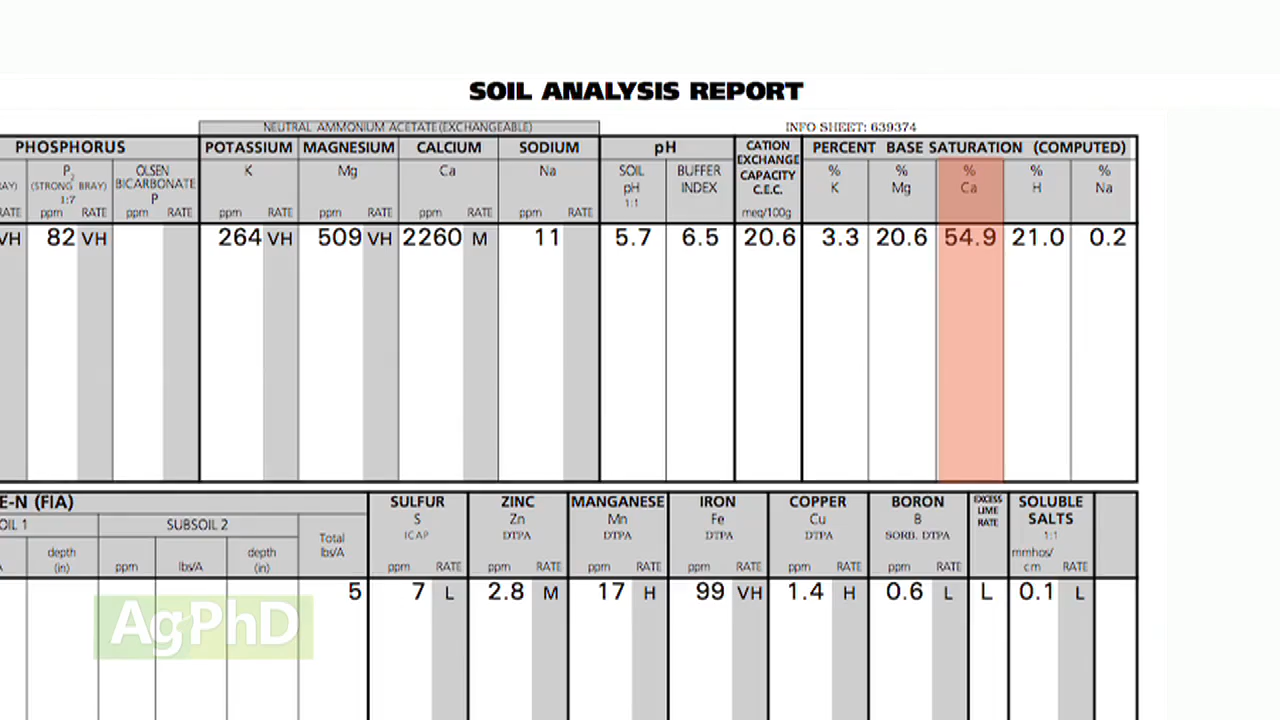 SOIL ANALYSIS REPORT
NEUTRAL AMMONIUM ACETATE (EXCHANGEABLE)
INFO SHEET: 639374
PHOSPHORUS POTASSIUM MAGNESIUM CALCIUM SODIUM pH CATION EXCHANGE CAPACITY C.E.C. PERCENT BASE SATURATION (COMPUTED)
P2 OLSEN K Mg Ca Na SOIL BUFFER % % % % %
(STRONG BRAY) BICARBONATE pH INDEX K Mg Ca H Na
1:7 P 1:1
RATE ppm RATE ppm RATE ppm RATE ppm RATE ppm RATE ppm RATE meq/100g
VH 82 VH 264 VH 509 VH 2260 M 11 5.7 6.5 20.6 3.3 20.6 54.9 21.0 0.2
E-N (FIA) SULFUR ZINC MANGANESE IRON COPPER BORON EXCESS LIME RATE SOLUBLE SALTS
OIL 1 SUBSOIL 2 S Zn Mn Fe Cu B 1:1
Total lbs/A ICAP DTPA DTPA DTPA DTPA SORB. DTPA mmhos/cm
depth (in) ppm lbs/A depth (in) ppm RATE ppm RATE ppm RATE ppm RATE ppm RATE ppm RATE RATE
5 7 L 2.8 M 17 H 99 VH 1.4 H 0.6 L L 0.1 L
AgPhD